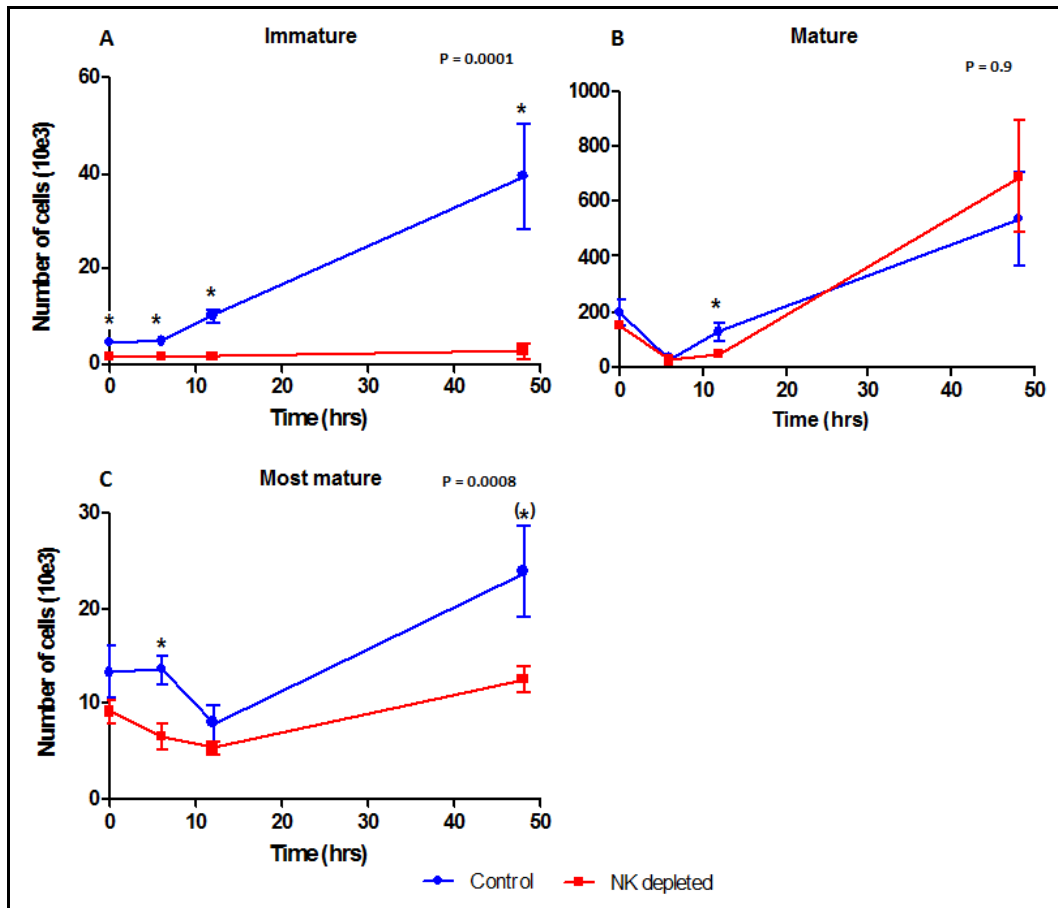 A
Immature
P = 0.0001
Number of cells (10e3)
60
40
20
0
*
*
*
*
0 10 20 30 40 50
Time (hrs)
B
Mature
P = 0.9
1000
800
600
400
200
0
*
0 10 20 30 40 50
Time (hrs)
C
Most mature
P = 0.0008
Number of cells (10e3)
30
20
10
0
*
(*)
0 10 20 30 40 50
Time (hrs)
Control NK depleted